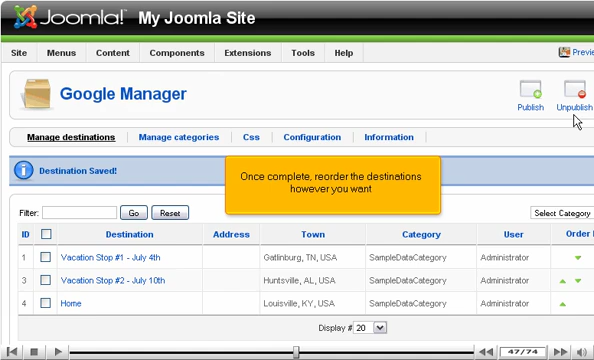 Joomla! My Joomla Site
Site Menus Content Components Extensions Tools Help
Google Manager
Publish Unpublish
Manage destinations Manage categories Css Configuration Information
Destination Saved!
Once complete, reorder the destinations
however you want
Filter: Go Reset Select Category
ID Destination Address Town Category User Order
1 Vacation Stop #1 - July 4th Gatlinburg, TN, USA SampleDataCategory Administrator
3 Vacation Stop #2 - July 10th Huntsville, AL, USA SampleDataCategory Administrator
4 Home Louisville, KY, USA SampleDataCategory Administrator
Display # 20
47/74